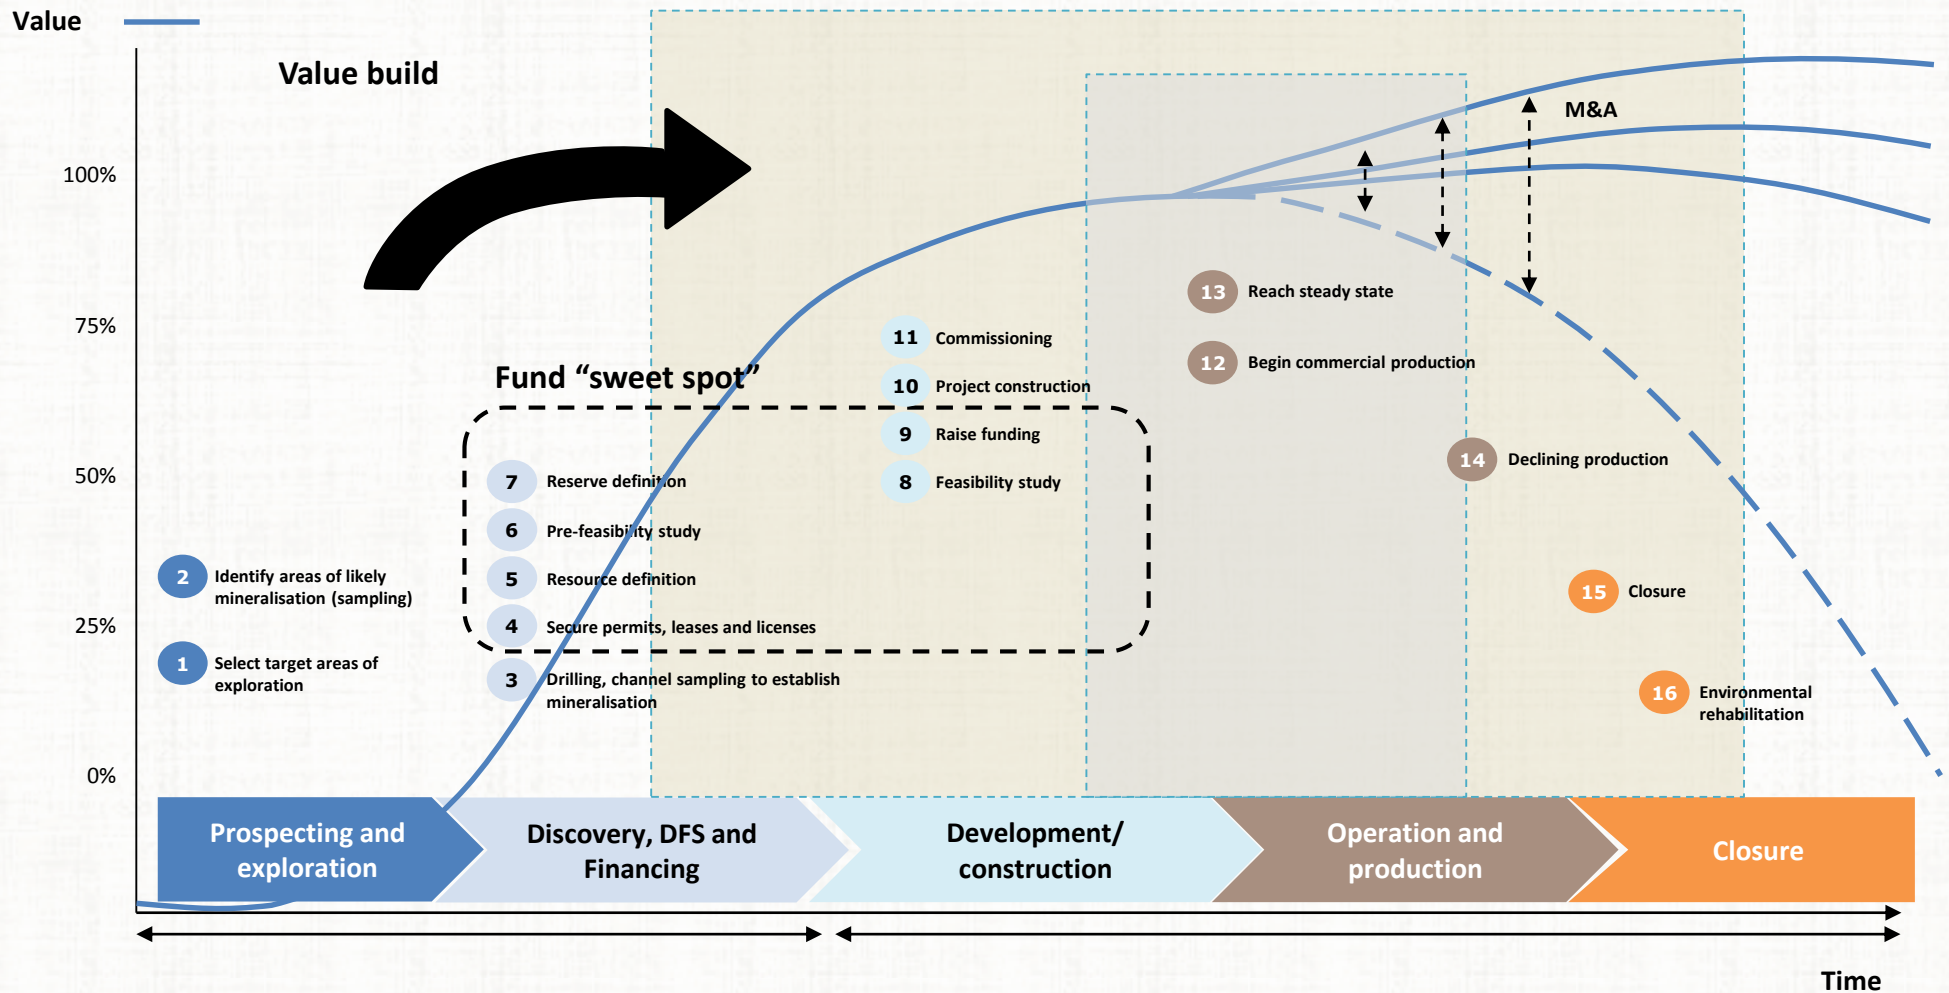 Value
Value build
M&A
100%
75%
50%
25%
0%
Fund “sweet spot”
13 Reach steady state
12 Begin commercial production
11 Commissioning
10 Project construction
9 Raise funding
8 Feasibility study
14 Declining production
7 Reserve definition
6 Pre-feasibility study
5 Resource definition
4 Secure permits, leases and licenses
3 Drilling, channel sampling to establish
mineralisation
2 Identify areas of likely
mineralisation (sampling)
1 Select target areas of
exploration
15 Closure
16 Environmental
rehabilitation
Prospecting and
exploration
Discovery, DFS and
Financing
Development/
construction
Operation and
production
Closure
Time